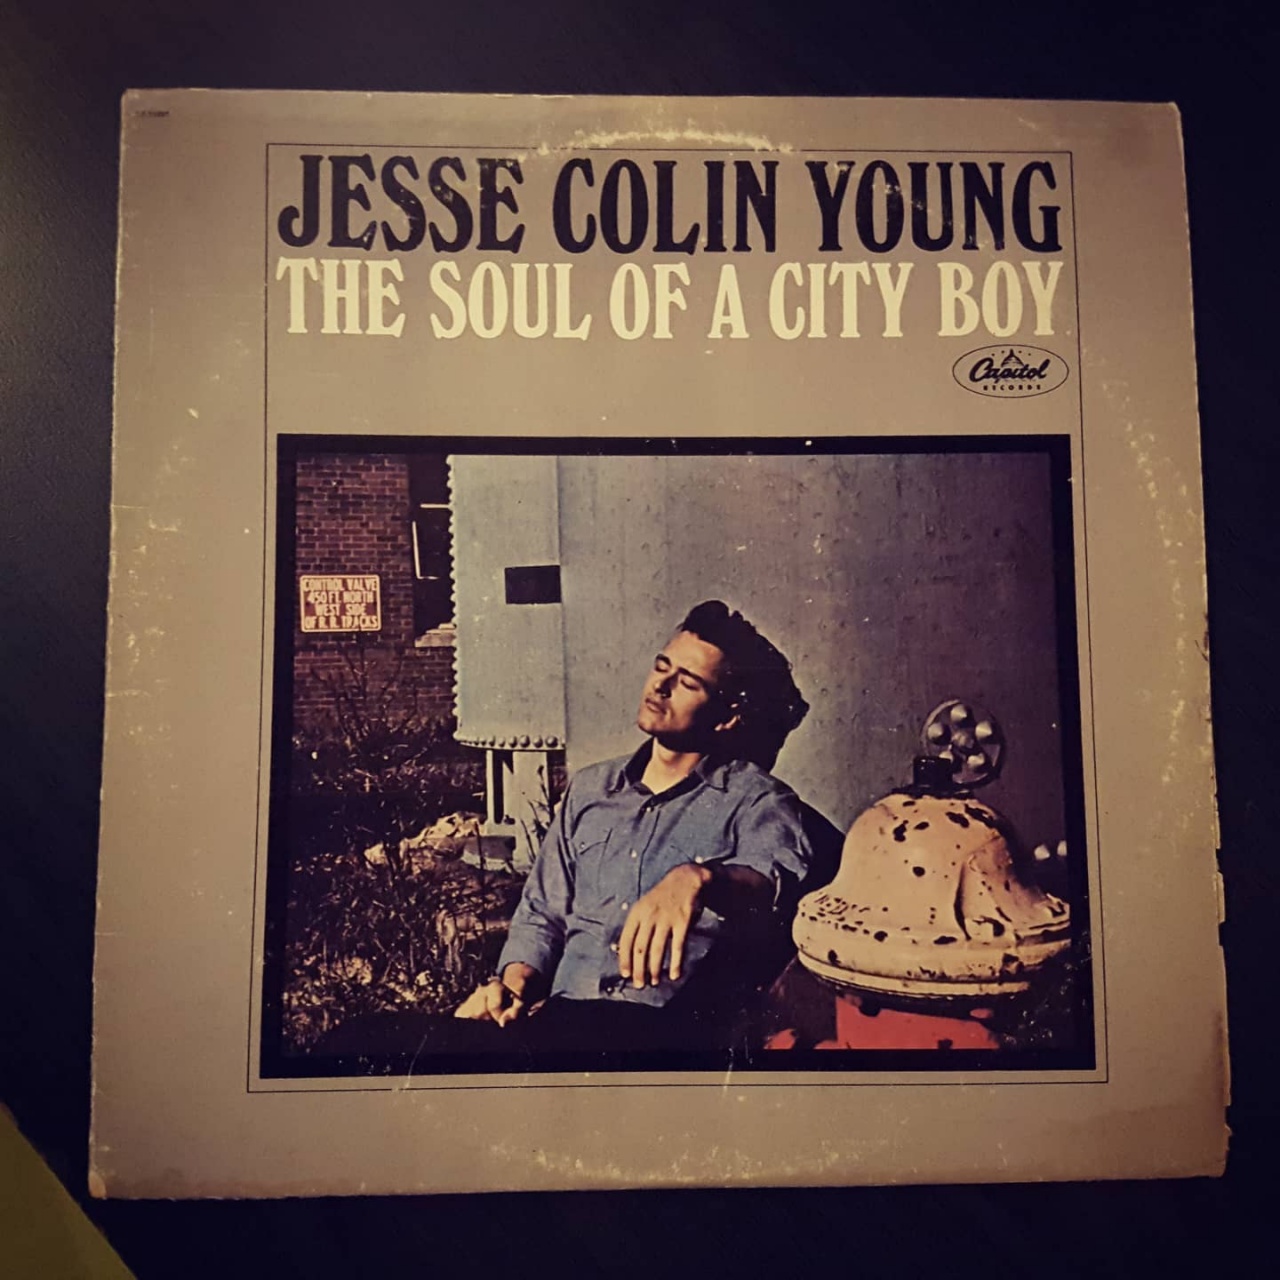 JESSE COLIN YOUNG
THE SOUL OF A CITY BOY
Capitol
RECORDS
CONTROL VALVE
450 FT. NORTH
WEST SIDE
OF R. R. TRACKS